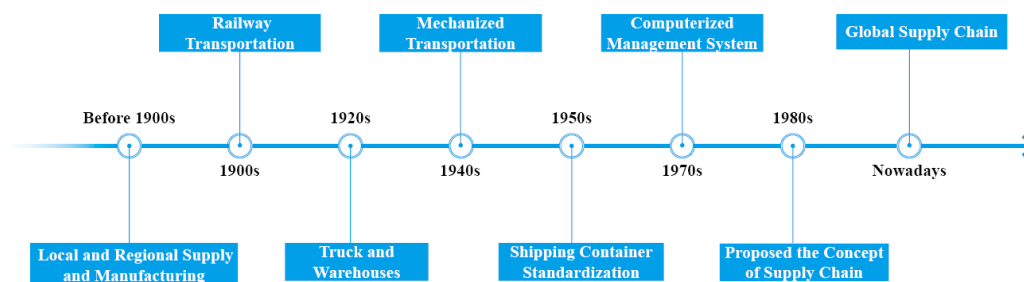 Railway
Transportation
Mechanized
Transportation
Computerized
Management System
Global Supply Chain
Before 1900s
1920s
1950s
1980s
1900s
1940s
1970s
Nowadays
Local and Regional Supply
and Manufacturing
Truck and
Warehouses
Shipping Container
Standardization
Proposed the Concept
of Supply Chain